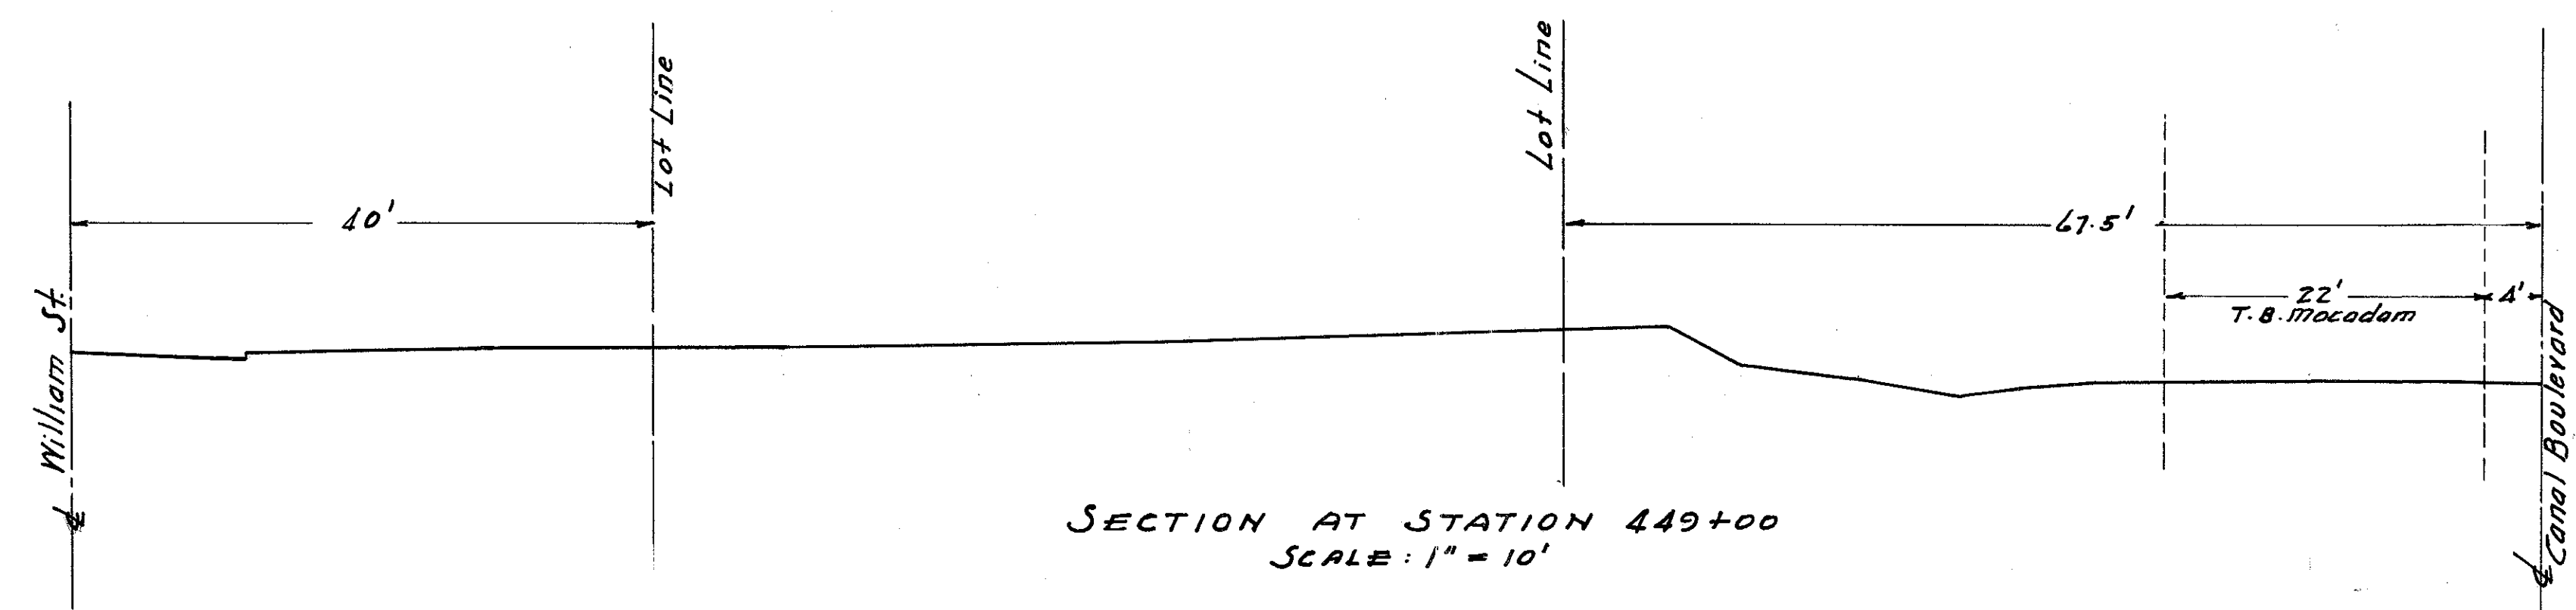 Lot Line
Lot Line
40'
67.5'
22'
4'
T.B. Macadam
William St.
℄
Canal Boulevard
℄
SECTION AT STATION 449+00
SCALE: 1" = 10'